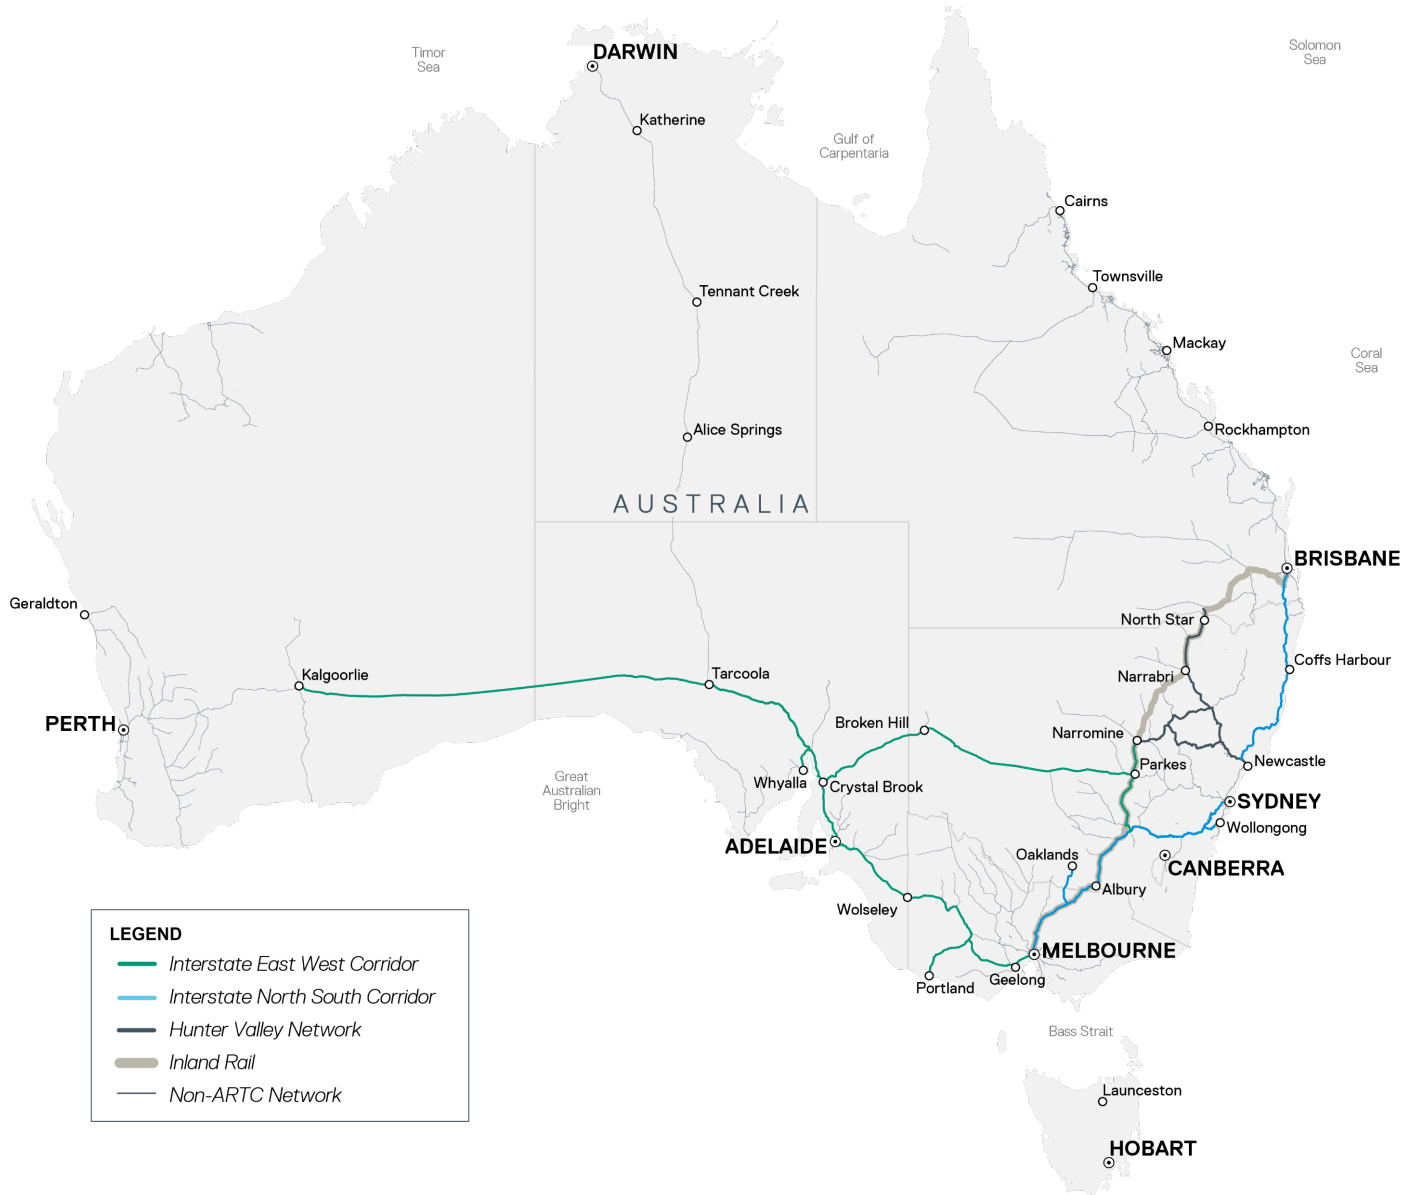 Timor
Sea
DARWIN
Solomon
Sea
Katherine
Gulf of
Carpentaria
Cairns
Townsville
Tennant Creek
Mackay
Coral
Sea
Alice Springs
Rockhampton
AUSTRALIA
BRISBANE
Geraldton
North Star
Coffs Harbour
Kalgoorlie
Tarcoola
Narrabri
PERTH
Broken Hill
Narromine
Newcastle
Parkes
Great
Australian
Bright
Whyalla
Crystal Brook
SYDNEY
Wollongong
ADELAIDE
Oaklands
CANBERRA
Albury
Wolseley
MELBOURNE
Geelong
Portland
LEGEND
Interstate East West Corridor
Interstate North South Corridor
Hunter Valley Network
Inland Rail
Non-ARTC Network
Bass Strait
Launceston
HOBART